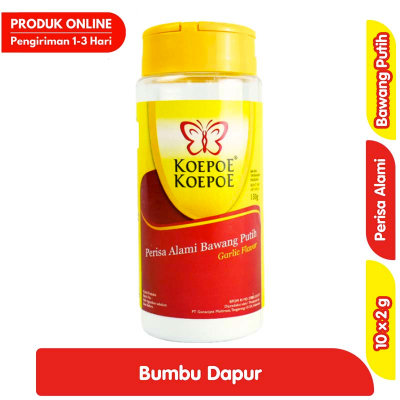 PRODUK ONLINE
Pengiriman 1-3 Hari
KOEPOE®
KOEPOE
Perisa Alami Bawang Putih
Garlic Flavor
Bawang Putih
Perisa Alami
10 x 2 g
Bumbu Dapur